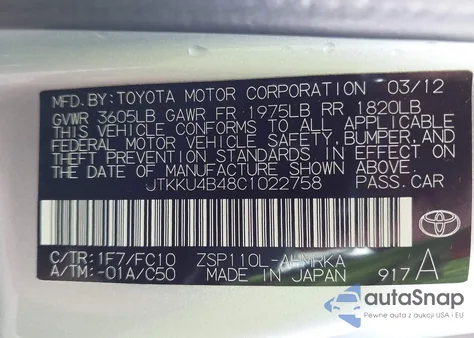 MFD. BY: TOYOTA MOTOR CORPORATION 03/12
GVWR 3605LB GAWR FR 1975LB RR 1820LB
THIS VEHICLE CONFORMS TO ALL APPLICABLE
FEDERAL MOTOR VEHICLE SAFETY, BUMPER, AND
THEFT PREVENTION STANDARDS IN EFFECT ON
THE DATE OF MANUFACTURE SHOWN ABOVE.
JTKKU4B48C1022758 PASS. CAR
C/TR: 1F7/FC10 ZSP110L-AHMRKA
A/TM: -01A/C50 MADE IN JAPAN 917 A
autoSnap
Pewne auta z aukcji USA i EU